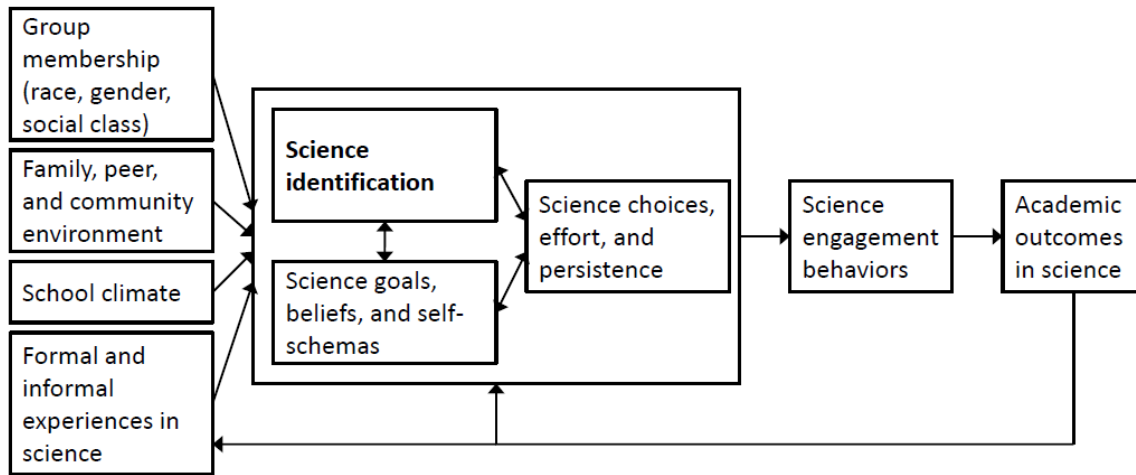 Group
membership
(race, gender,
social class)
Family, peer,
and community
environment
School climate
Formal and
informal
experiences in
science
Science
identification
Science goals,
beliefs, and self-
schemas
Science choices,
effort, and
persistence
Science
engagement
behaviors
Academic
outcomes
in science